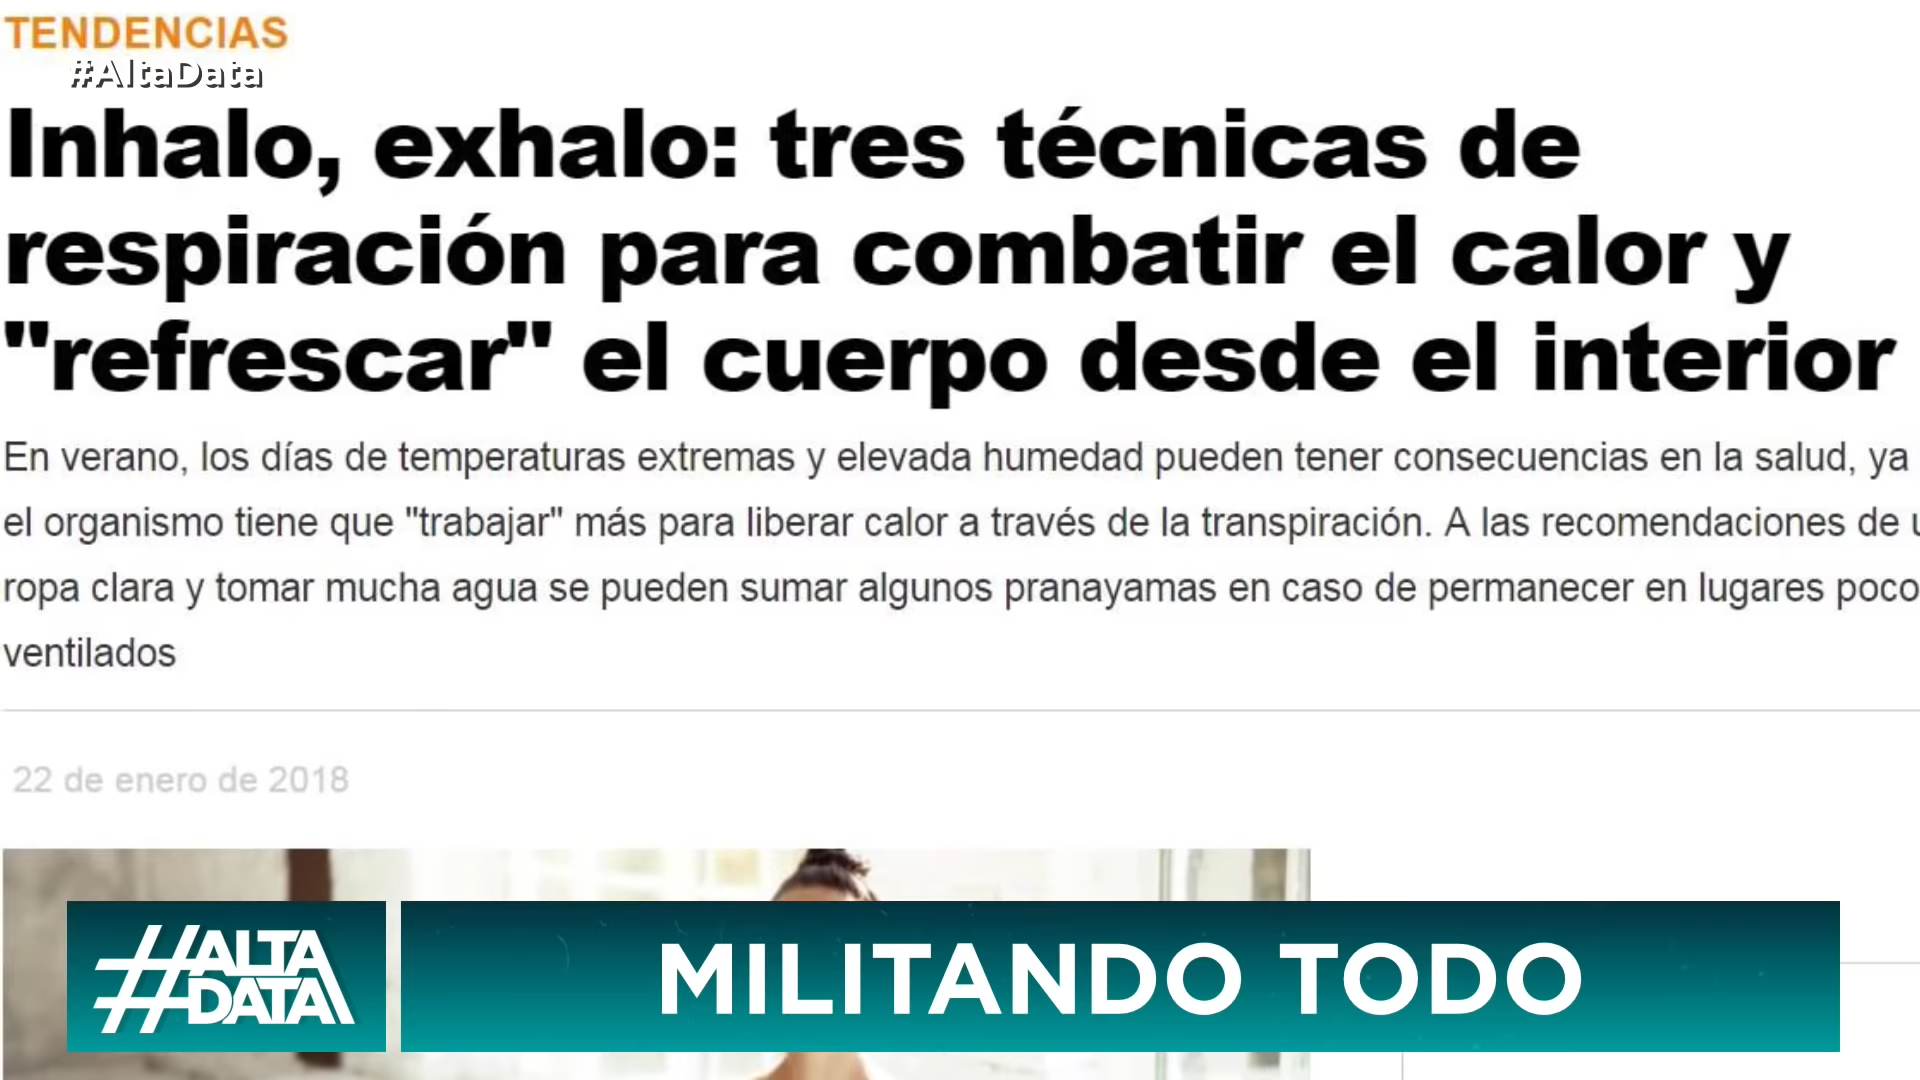 TENDENCIAS
#AltaData
Inhalo, exhalo: tres técnicas de
respiración para combatir el calor y
"refrescar" el cuerpo desde el interior
En verano, los días de temperaturas extremas y elevada humedad pueden tener consecuencias en la salud, ya
el organismo tiene que "trabajar" más para liberar calor a través de la transpiración. A las recomendaciones de
ropa clara y tomar mucha agua se pueden sumar algunos pranayamas en caso de permanecer en lugares poco
ventilados
22 de enero de 2018
#ALTA
DATA
MILITANDO TODO